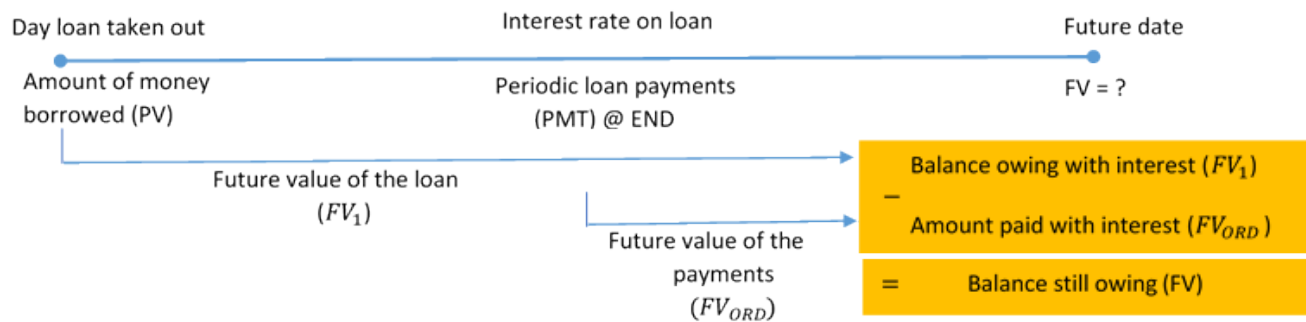 Day loan taken out
Interest rate on loan
Future date
Amount of money
borrowed (PV)
Periodic loan payments
(PMT) @ END
FV = ?
Future value of the loan
(𝐹𝑉₁)
Balance owing with interest (𝐹𝑉₁)
−
Amount paid with interest (𝐹𝑉ₒᵣ𝒹)
Future value of the
payments
(𝐹𝑉_{ORD})
= Balance still owing (FV)